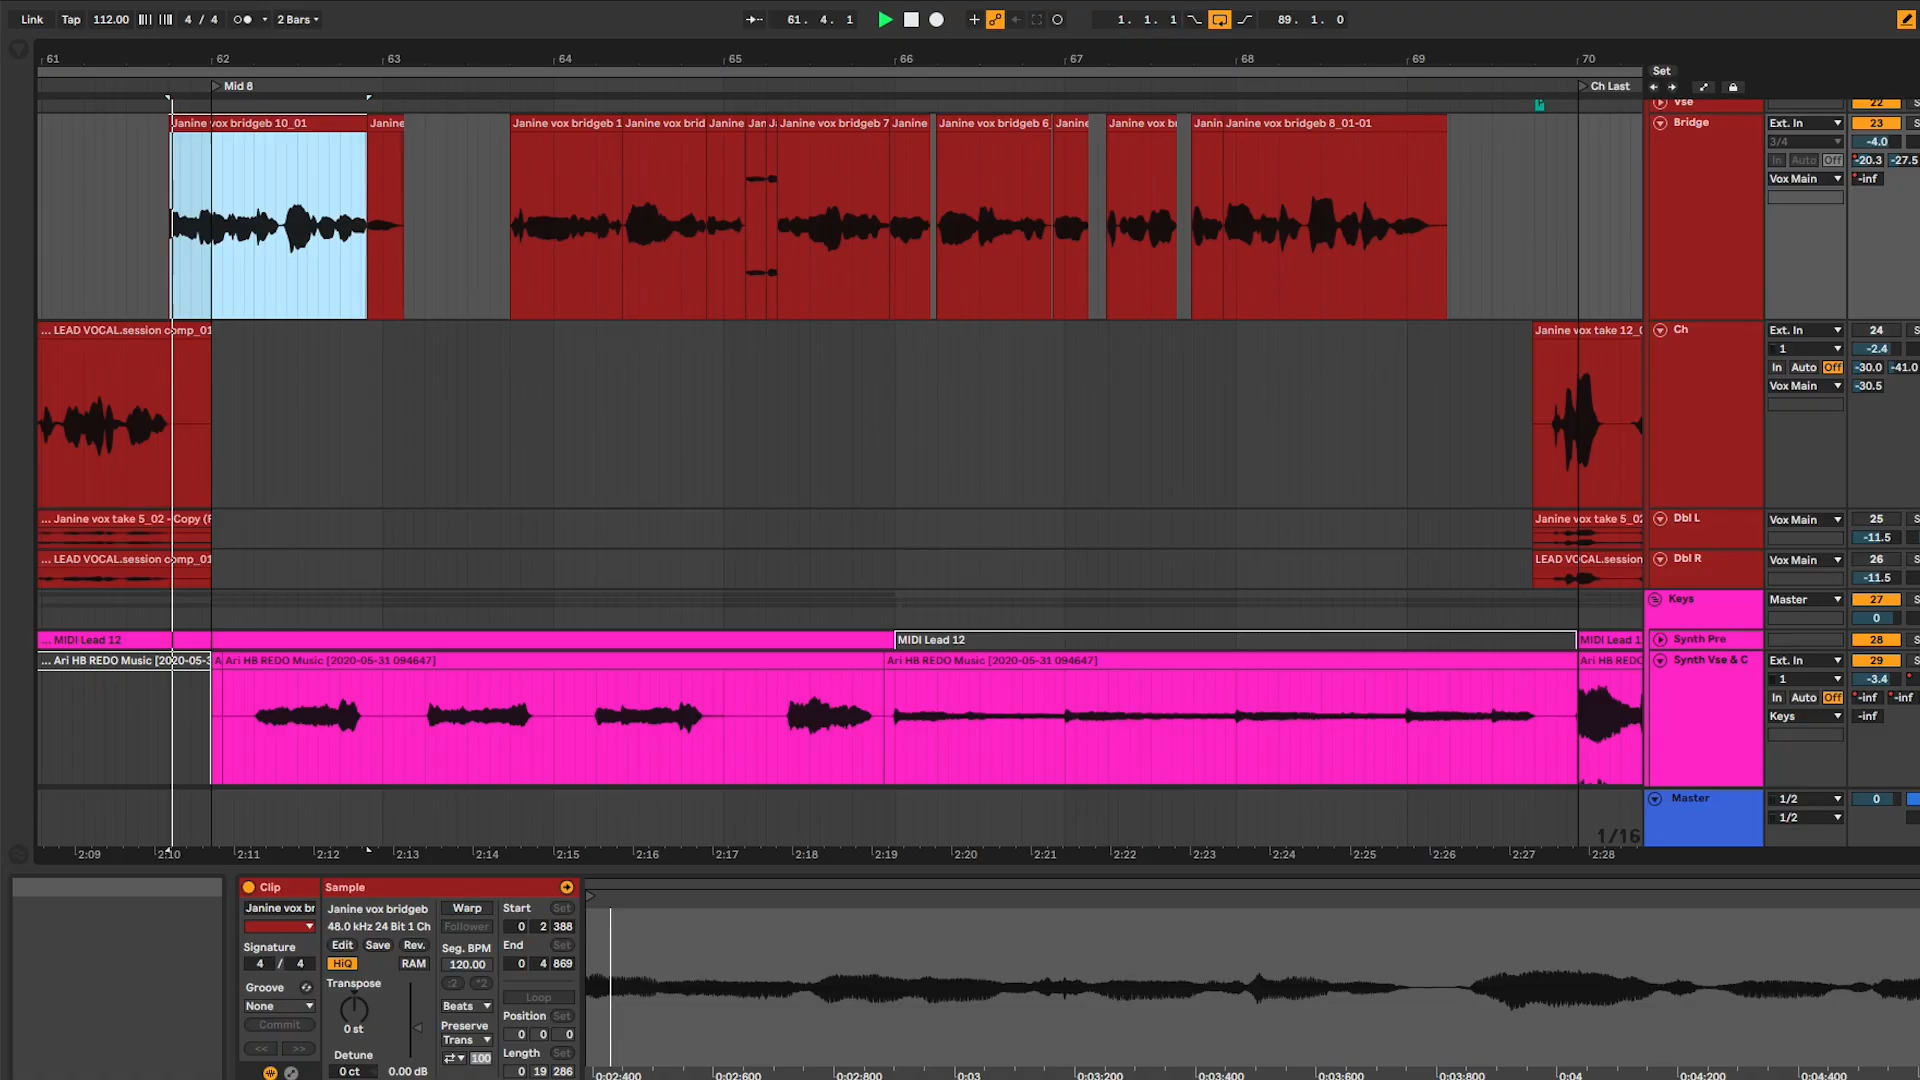 Link Tap 112.00 4 / 4 2 Bars 61. 4. 1 1. 1. 1 89. 1. 0
61 62 63 64 65 66 67 68 69 70
Set
Mid 8 Ch Last
Vse 22
Janine vox bridgeb 10_01 Janine Janine vox bridgeb 1 Janine vox brid Janine Jan Janine vox bridgeb 7 Janine Janine vox bridgeb 6_ Janine Janine vox br Janin Janine vox bridgeb 8_01-01
Bridge Ext. In 23
3/4 -4.0
In Auto Off -20.3 -27.5
Vox Main -inf
... LEAD VOCAL.session comp_01 Janine vox take 12_0
Ch Ext. In 24
1 -2.4
In Auto Off -30.0 -41.0
Vox Main -30.5
... Janine vox take 5_02 - Copy (F Janine vox take 5_02
Dbl L Vox Main 25
-11.5
... LEAD VOCAL.session comp_01 LEAD VOCAL.session
Dbl R Vox Main 26
-11.5
Keys Master 27
0
... MIDI Lead 12 MIDI Lead 12 MIDI Lead 1
Synth Pre 28
... Ari HB REDO Music [2020-05-3 A Ari HB REDO Music [2020-05-31 094647] Ari HB REDO Music [2020-05-31 094647] Ari HB REDO
Synth Vse & C Ext. In 29
1 -3.4
In Auto Off -inf -inf
Keys -inf
Master 1/2 0
1/2
1/16
2:09 2:10 2:11 2:12 2:13 2:14 2:15 2:16 2:17 2:18 2:19 2:20 2:21 2:22 2:23 2:24 2:25 2:26 2:27 2:28
Clip Sample
Janine vox br Janine vox bridgeb Warp Start Set
48.0 kHz 24 Bit 1 Ch Follower 0 2 388
Signature Edit Save Rev. Seg. BPM End Set
4 / 4 HiQ RAM 120.00 0 4 869
Groove Transpose :2 *2
None Beats Loop
Commit 0 st Preserve Position Set
Trans 0 0 0
<< >> Detune 100 Length Set
0 ct 0.00 dB 0 19 286
0:02:400 0:02:600 0:02:800 0:03 0:03:200 0:03:400 0:03:600 0:03:800 0:04 0:04:200 0:04:400